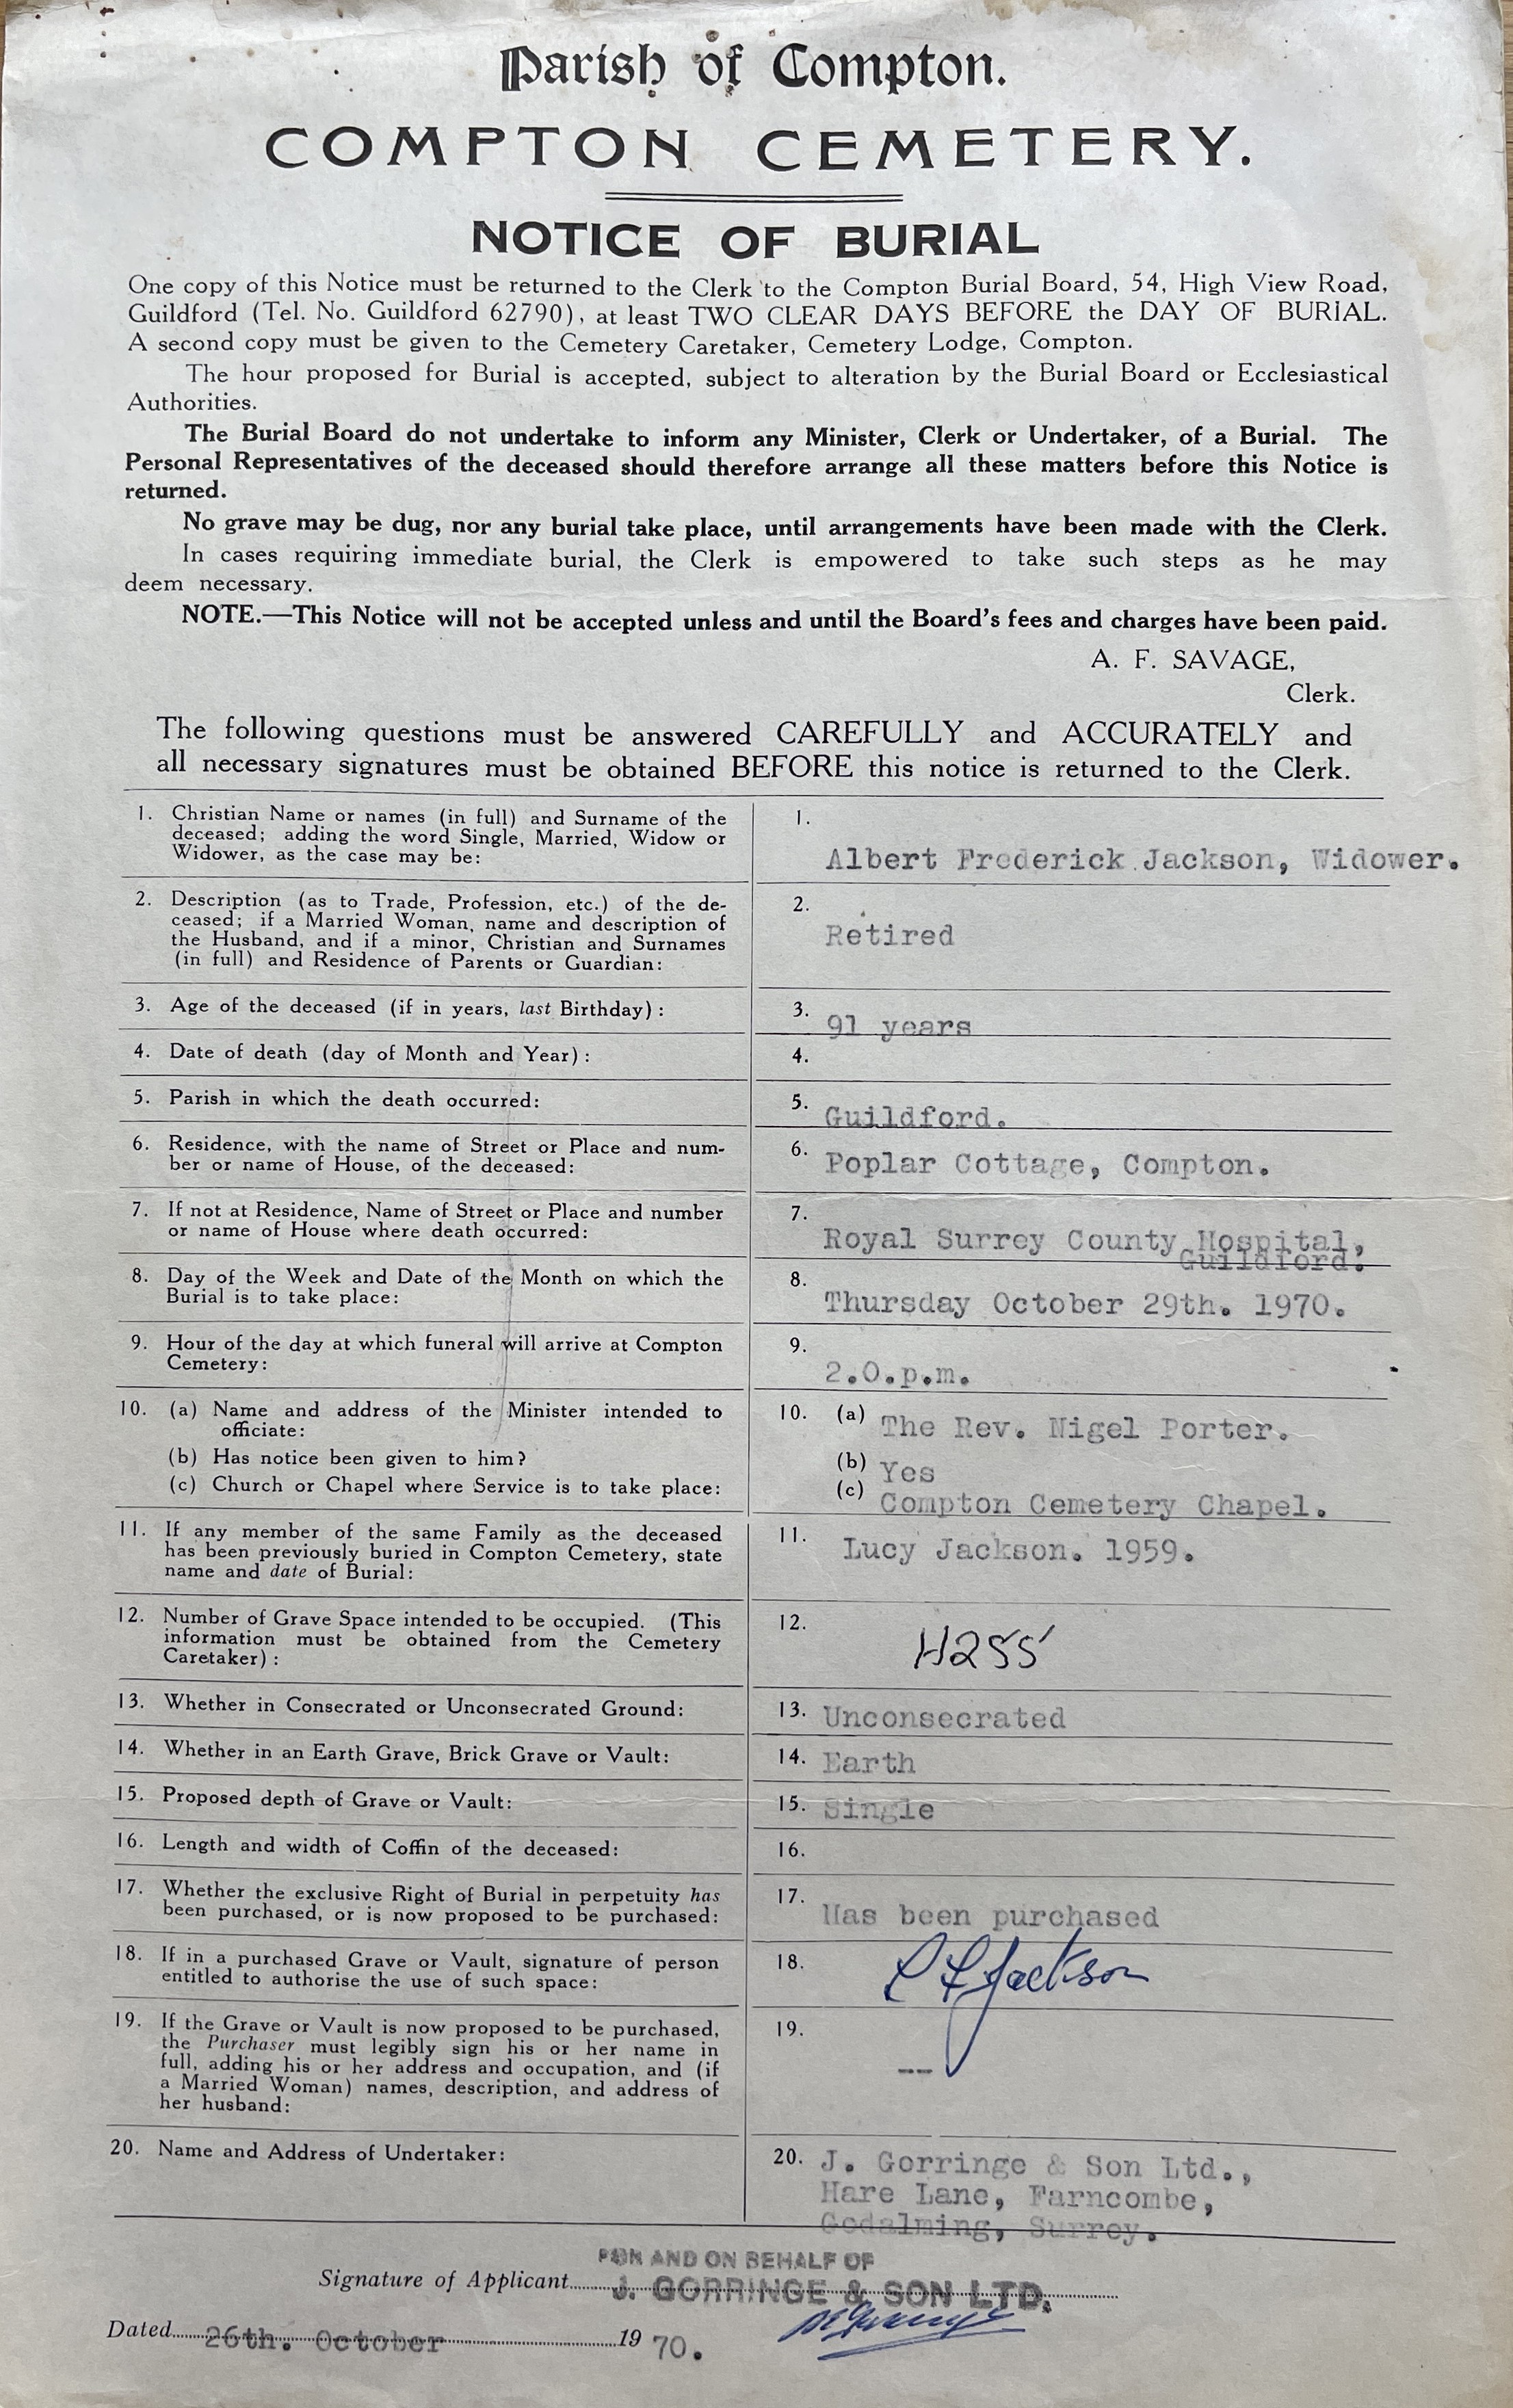 Parish of Compton.
COMPTON CEMETERY.
NOTICE OF BURIAL
One copy of this Notice must be returned to the Clerk to the Compton Burial Board, 54, High View Road,
Guildford (Tel. No. Guildford 62790), at least TWO CLEAR DAYS BEFORE the DAY OF BURIAL.
A second copy must be given to the Cemetery Caretaker, Cemetery Lodge, Compton.
The hour proposed for Burial is accepted, subject to alteration by the Burial Board or Ecclesiastical
Authorities.
The Burial Board do not undertake to inform any Minister, Clerk or Undertaker, of a Burial. The
Personal Representatives of the deceased should therefore arrange all these matters before this Notice is
returned.
No grave may be dug, nor any burial take place, until arrangements have been made with the Clerk.
In cases requiring immediate burial, the Clerk is empowered to take such steps as he may
deem necessary.
NOTE.—This Notice will not be accepted unless and until the Board's fees and charges have been paid.
A. F. SAVAGE,
Clerk.
The following questions must be answered CAREFULLY and ACCURATELY and
all necessary signatures must be obtained BEFORE this notice is returned to the Clerk.
1. Christian Name or names (in full) and Surname of the
deceased; adding the word Single, Married, Widow or
Widower, as the case may be:
1.
Albert Frederick Jackson, Widower.
2. Description (as to Trade, Profession, etc.) of the de-
ceased; if a Married Woman, name and description of
the Husband, and if a minor, Christian and Surnames
(in full) and Residence of Parents or Guardian:
2.
Retired
3. Age of the deceased (if in years, last Birthday):
3. 91 years
4. Date of death (day of Month and Year):
4.
5. Parish in which the death occurred:
5. Guildford.
6. Residence, with the name of Street or Place and num-
ber or name of House, of the deceased:
6. Poplar Cottage, Compton.
7. If not at Residence, Name of Street or Place and number
or name of House where death occurred:
7.
Royal Surrey County Hospital,
Guildford.
8. Day of the Week and Date of the Month on which the
Burial is to take place:
8.
Thursday October 29th. 1970.
9. Hour of the day at which funeral will arrive at Compton
Cemetery:
9.
2.0.p.m.
10. (a) Name and address of the Minister intended to
officiate:
(b) Has notice been given to him?
(c) Church or Chapel where Service is to take place:
10. (a) The Rev. Nigel Porter.
(b) Yes
(c) Compton Cemetery Chapel.
11. If any member of the same Family as the deceased
has been previously buried in Compton Cemetery, state
name and date of Burial:
11. Lucy Jackson. 1959.
12. Number of Grave Space intended to be occupied. (This
information must be obtained from the Cemetery
Caretaker):
12. H255
13. Whether in Consecrated or Unconsecrated Ground:
13. Unconsecrated
14. Whether in an Earth Grave, Brick Grave or Vault:
14. Earth
15. Proposed depth of Grave or Vault:
15. Single
16. Length and width of Coffin of the deceased:
16.
17. Whether the exclusive Right of Burial in perpetuity has
been purchased, or is now proposed to be purchased:
17.
Has been purchased
18. If in a purchased Grave or Vault, signature of person
entitled to authorise the use of such space:
18. Jackson
19. If the Grave or Vault is now proposed to be purchased,
the Purchaser must legibly sign his or her name in
full, adding his or her address and occupation, and (if
a Married Woman) names, description, and address of
her husband:
19.
--
20. Name and Address of Undertaker:
20. J. Gorringe & Son Ltd.,
Hare Lane, Farncombe,
Godalming, Surrey.
FOR AND ON BEHALF OF
Signature of Applicant J. GORRINGE & SON LTD.
Dated 26th. October 19 70.